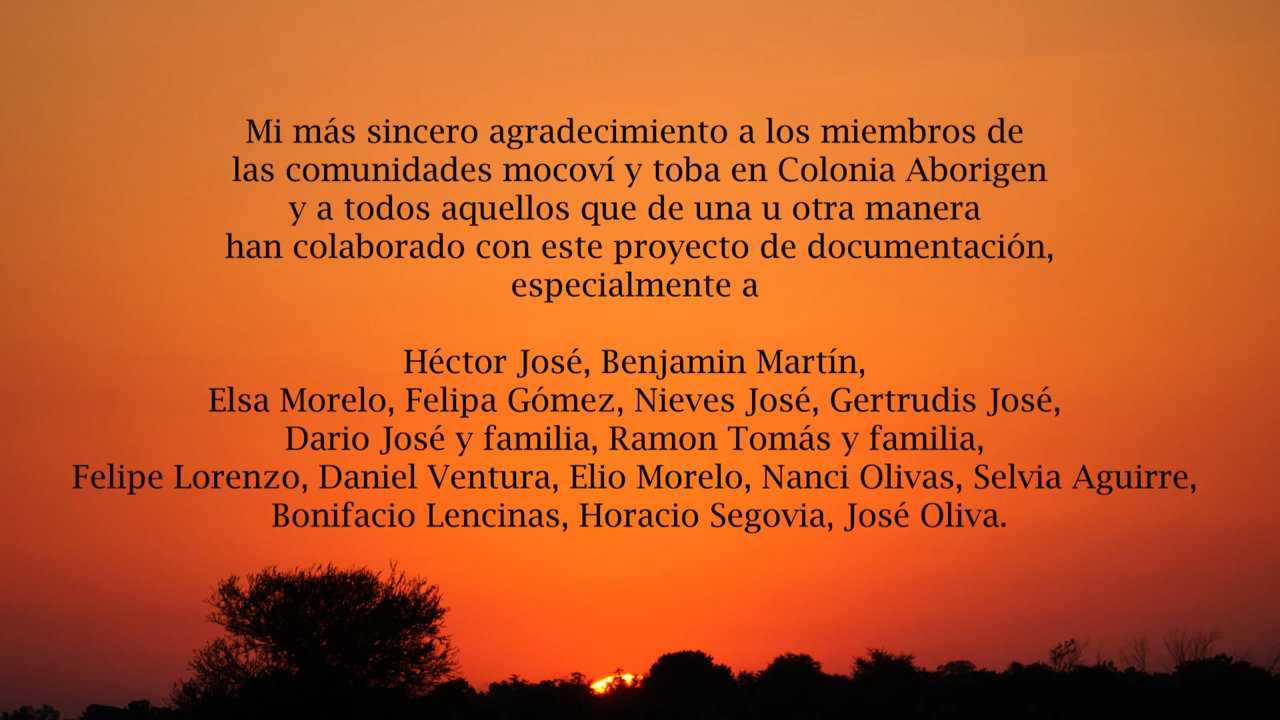 Mi más sincero agradecimiento a los miembros de
las comunidades mocoví y toba en Colonia Aborigen
y a todos aquellos que de una u otra manera
han colaborado con este proyecto de documentación,
especialmente a
Héctor José, Benjamin Martín,
Elsa Morelo, Felipa Gómez, Nieves José, Gertrudis José,
Dario José y familia, Ramon Tomás y familia,
Felipe Lorenzo, Daniel Ventura, Elio Morelo, Nanci Olivas, Selvia Aguirre,
Bonifacio Lencinas, Horacio Segovia, José Oliva.